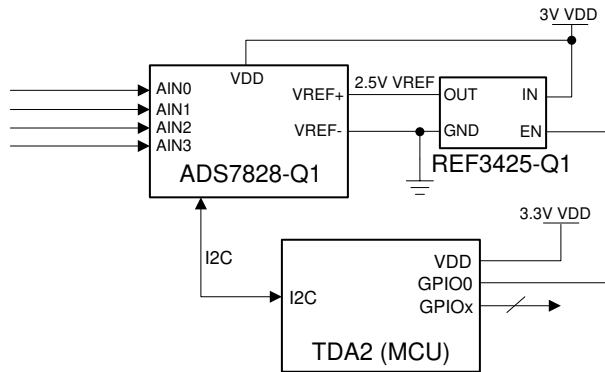 3V VDD
VDD
AIN0
AIN1
AIN2
AIN3
VREF+
VREF-
2.5V VREF
OUT
IN
GND
EN
ADS7828-Q1
REF3425-Q1
3.3V VDD
I2C
I2C
VDD
GPIO0
GPIOx
TDA2 (MCU)